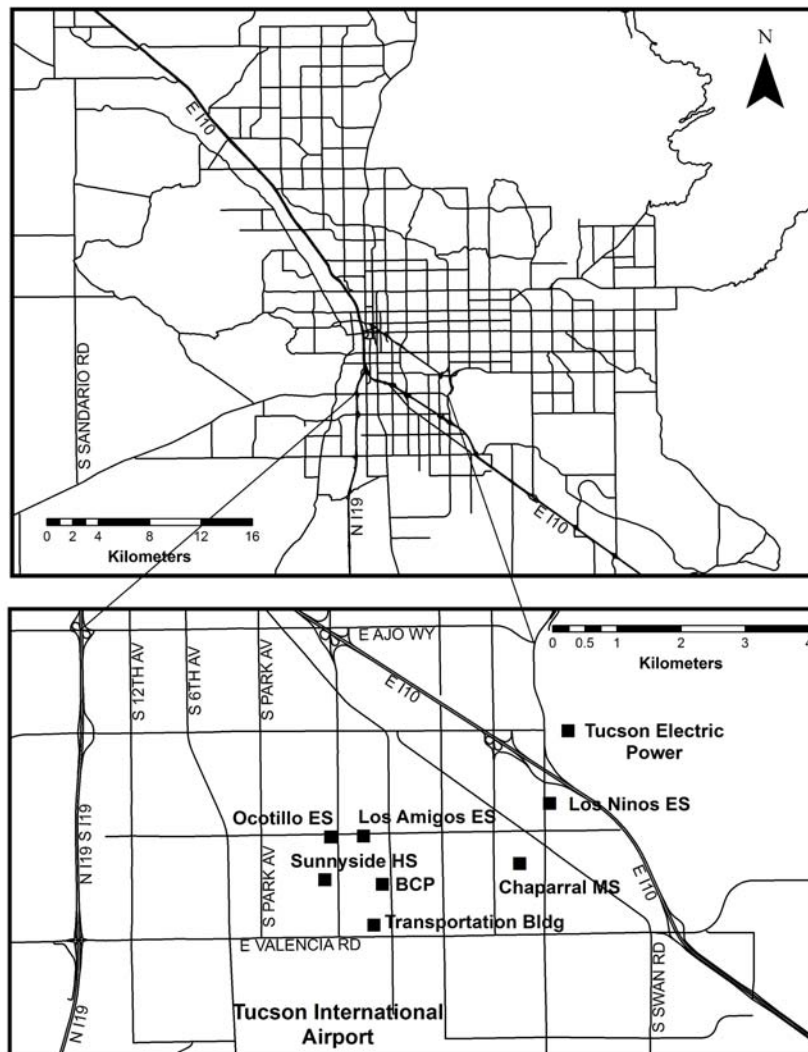 N
E I10
S SANDARIO RD
N I19
E I10
0 1 2 4 8 12 16
Kilometers
E AJO WY
0 0.5 1 2 3 4
Kilometers
S 12TH AV
S 6TH AV
S PARK AV
E I10
Tucson Electric
Power
Los Ninos ES
Ocotillo ES
Los Amigos ES
N I19 S I19
S PARK AV
Sunnyside HS
BCP
Chaparral MS
E I10
Transportation Bldg
E VALENCIA RD
S SWAN RD
N I19
Tucson International
Airport